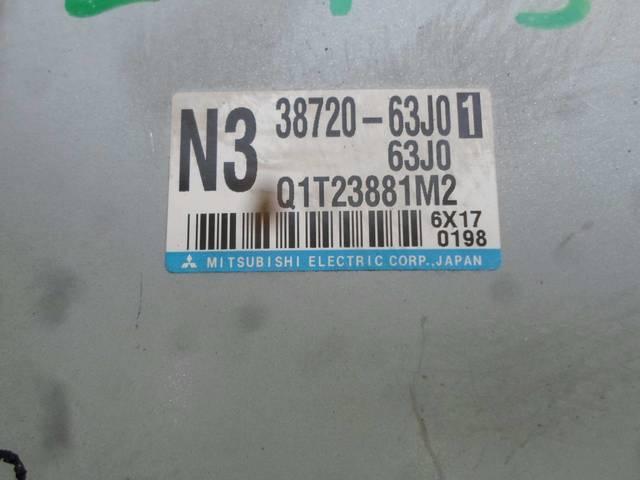 N3
38720-63J0 1
63J0
Q1T23881M2
6X17
0198
MITSUBISHI ELECTRIC CORP., JAPAN